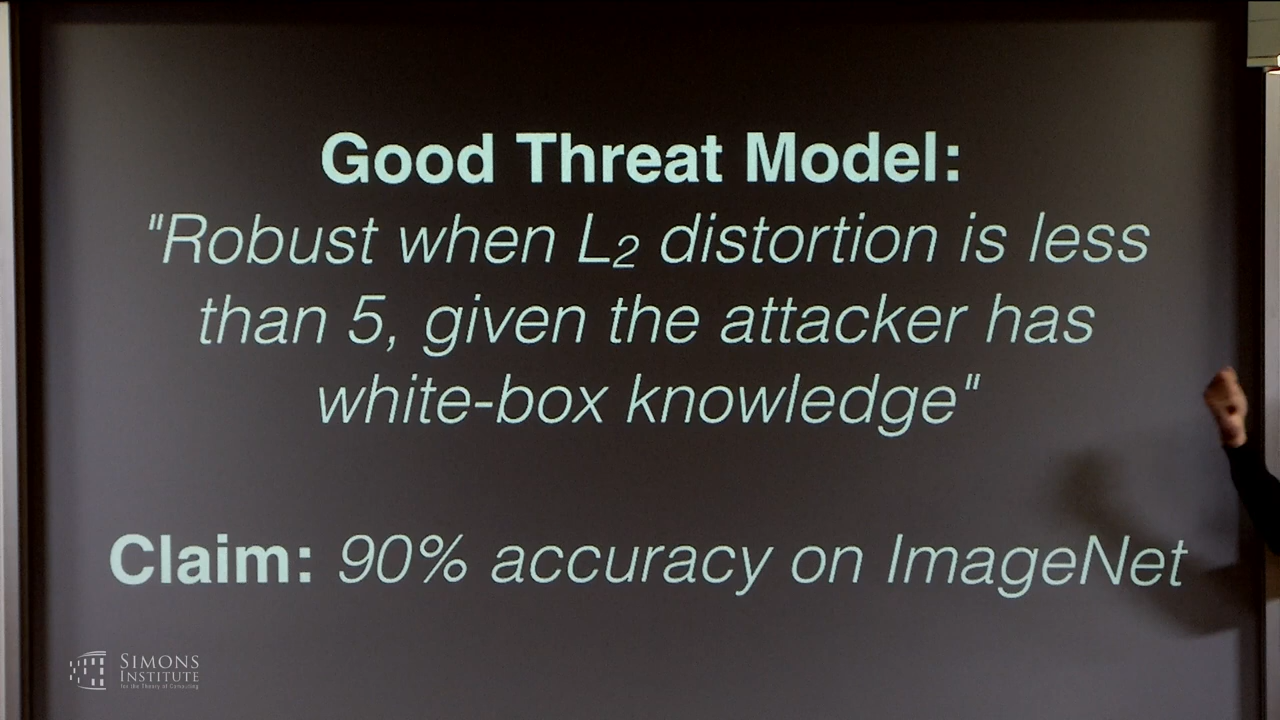 Good Threat Model:
"Robust when L₂ distortion is less
than 5, given the attacker has
white-box knowledge"
Claim: 90% accuracy on ImageNet
SIMONS
INSTITUTE
for the Theory of Computing